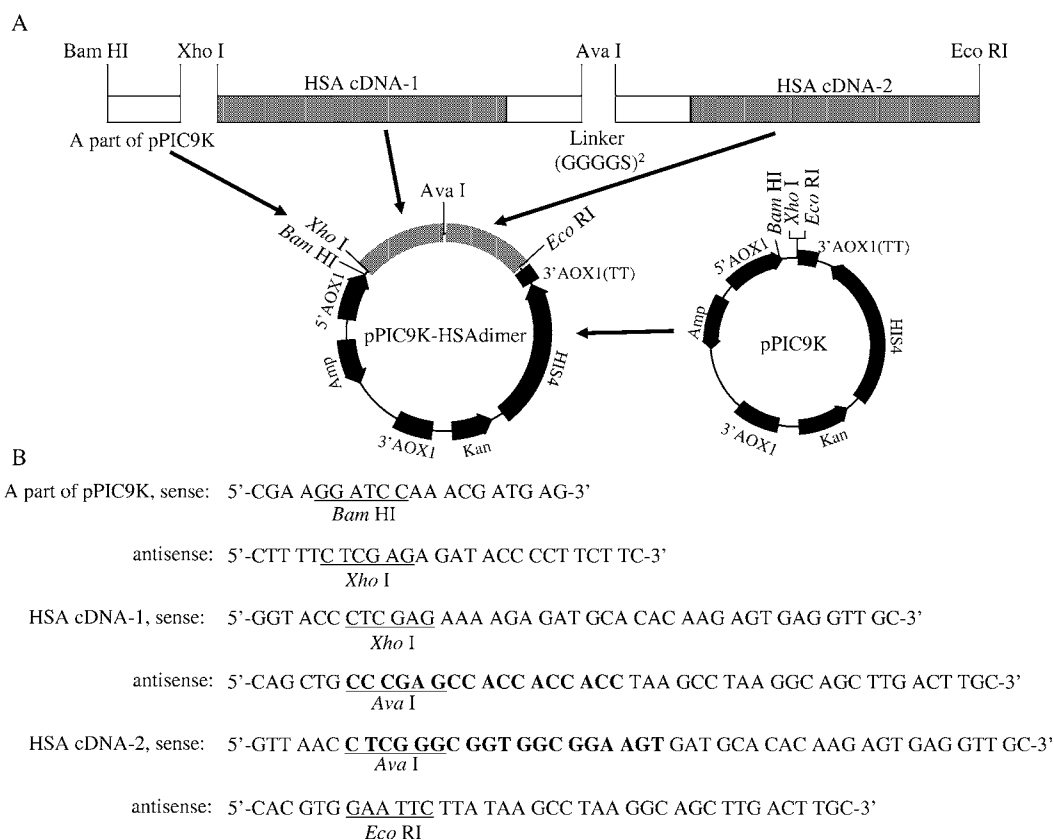 A
Bam HI Xho I Ava I Eco RI
HSA cDNA-1 HSA cDNA-2
A part of pPIC9K
Linker
(GGGGS)²
Ava I
Xho I
Bam HI
Eco RI
5’AOX1
3’AOX1(TT)
pPIC9K-HSAdimer
Amp
HIS4
3’AOX1
Kan
Bam HI
Xho I
Eco RI
5’AOX1
3’AOX1(TT)
Amp
pPIC9K
HIS4
3’AOX1
Kan
B
A part of pPIC9K, sense: 5’-CGA AGG ATC CAA ACG ATG AG-3’
Bam HI
antisense: 5’-CTT TTC TCG AGA GAT ACC CCT TCT TC-3’
Xho I
HSA cDNA-1, sense: 5’-GGT ACC CTC GAG AAA AGA GAT GCA CAC AAG AGT GAG GTT GC-3’
Xho I
antisense: 5’-CAG CTG CCC CGAGCC ACC ACC ACC TAA GCC TAA GGC AGC TTG ACT TGC-3’
Ava I
HSA cDNA-2, sense: 5’-GTT AAC C TCGGGC GGT GGC GGA AGT GAT GCA CAC AAG AGT GAG GTT GC-3’
Ava I
antisense: 5’-CAC GTG GAA TTC TTA TAA GCC TAA GGC AGC TTG ACT TGC-3’
Eco RI